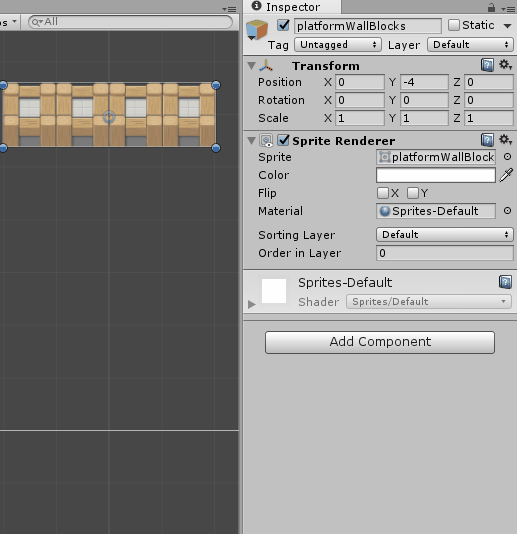 Inspector
platformWallBlocks Static
Tag Untagged Layer Default
Transform
Position X 0 Y -4 Z 0
Rotation X 0 Y 0 Z 0
Scale X 1 Y 1 Z 1
Sprite Renderer
Sprite platformWallBlock
Color
Flip X Y
Material Sprites-Default
Sorting Layer Default
Order in Layer 0
Sprites-Default
Shader Sprites/Default
Add Component
All